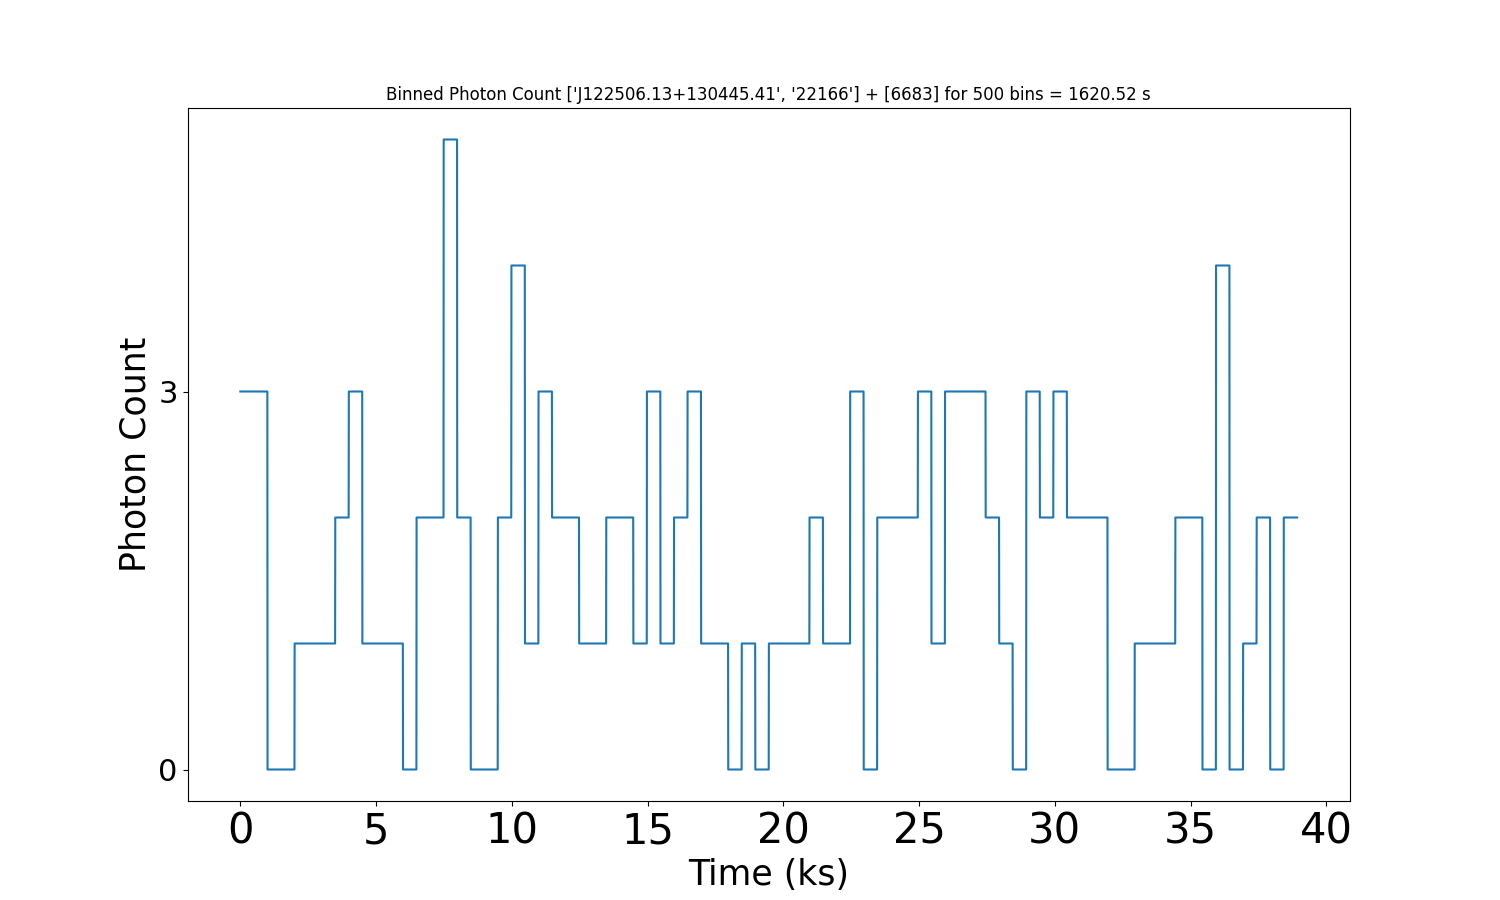 Binned Photon Count ['J122506.13+130445.41', '22166'] + [6683] for 500 bins = 1620.52 s
Photon Count
3
0
0 5 10 15 20 25 30 35 40
Time (ks)